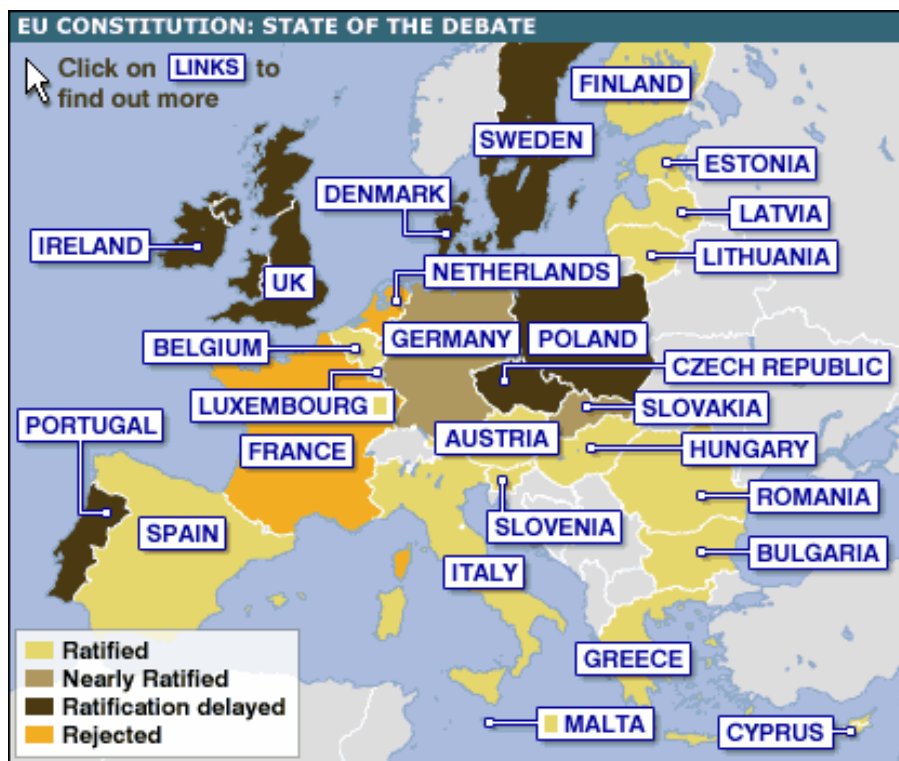 EU CONSTITUTION: STATE OF THE DEBATE
Click on LINKS to
find out more
FINLAND
SWEDEN
ESTONIA
DENMARK
LATVIA
IRELAND
LITHUANIA
NETHERLANDS
UK
GERMANY
POLAND
BELGIUM
CZECH REPUBLIC
LUXEMBOURG
SLOVAKIA
PORTUGAL
AUSTRIA
FRANCE
HUNGARY
ROMANIA
SPAIN
SLOVENIA
BULGARIA
ITALY
Ratified
GREECE
Nearly Ratified
Ratification delayed
MALTA
CYPRUS
Rejected